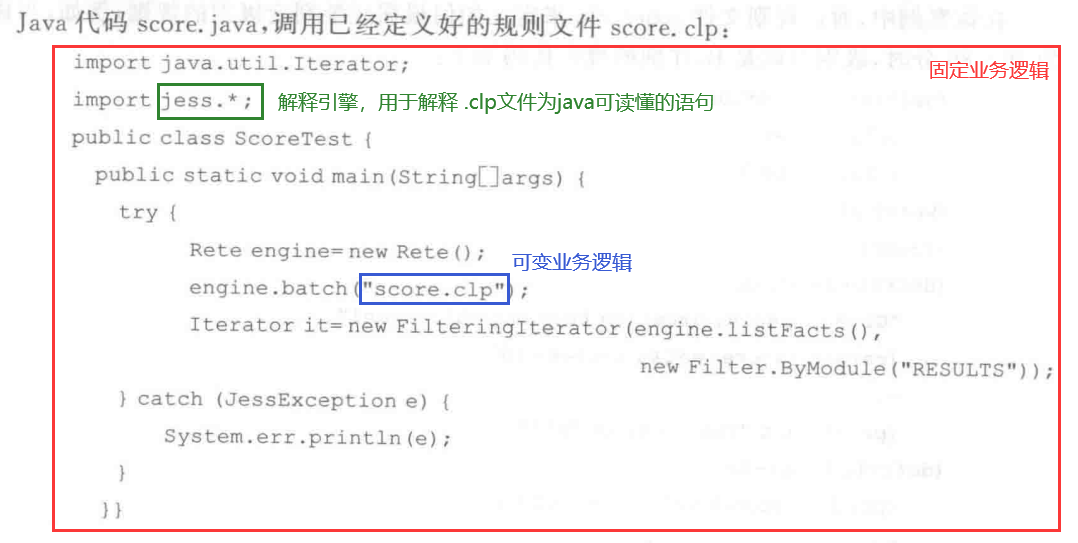 Java 代码 score.java,调用已经定义好的规则文件 score.clp：
import java.util.Iterator;
固定业务逻辑
import jess.*;
解释引擎，用于解释 .clp文件为java可读懂的语句
public class ScoreTest {
public static void main(String[]args) {
try {
Rete engine= new Rete();
可变业务逻辑
engine.batch("score.clp");
Iterator it= new FilteringIterator(engine.listFacts(),
new Filter.ByModule("RESULTS"));
} catch (JessException e) {
System.err.println(e);
}
}}